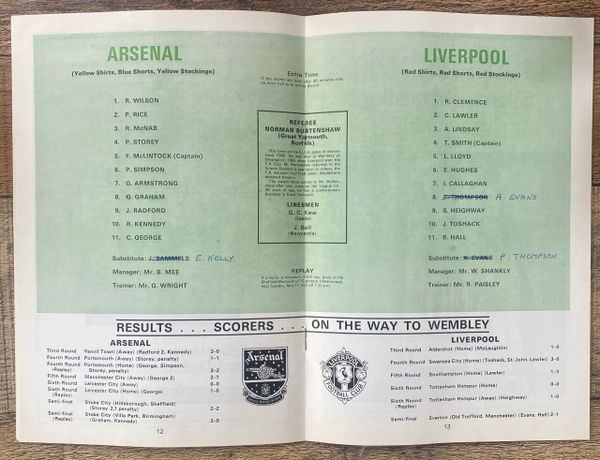 ARSENAL
(Yellow Shirts, Blue Shorts, Yellow Stockings)
1. R. WILSON
2. P. RICE
3. R. McNAB
4. P. STOREY
5. F. McLINTOCK (Captain)
6. P. SIMPSON
7. G. ARMSTRONG
8. G. GRAHAM
9. J. RADFORD
10. R. KENNEDY
11. C. GEORGE
Substitute: J. SAMMELS E. KELLY.
Manager: Mr. B. MEE
Trainer: Mr. G. WRIGHT
Extra Time
REFEREE
NORMAN BURTENSHAW
(Great Yarmouth,
Norfolk)
LINESMEN
G. C. Kew
(Leeds)
J. Bell
(Newcastle)
REPLAY
LIVERPOOL
(Red Shirts, Red Shorts, Red Stockings)
1. R. CLEMENCE
2. C. LAWLER
3. A. LINDSAY
4. T. SMITH (Captain)
5. L. LLOYD
6. E. HUGHES
7. I. CALLAGHAN
8. P. THOMPSON A. EVANS
9. S. HEIGHWAY
10. J. TOSHACK
11. B. HALL
Substitute: A. EVANS P. THOMPSON
Manager: Mr. W. SHANKLY
Trainer: Mr. R. PAISLEY
RESULTS . . . SCORERS . . . ON THE WAY TO WEMBLEY
ARSENAL
Third Round Yeovil Town (Away) (Radford 2, Kennedy) 3–0
Fourth Round Portsmouth (Away) (Storey, penalty) 1–1
Fourth Round Portsmouth (Home) (George, Simpson,
(Replay) Storey, penalty) 3–2
Fifth Round Manchester City (Away) (George 2) 2–1
Sixth Round Leicester City (Away) 0–0
Sixth Round Leicester City (Home) (George) 1–0
(Replay)
Semi-final Stoke City (Hillsborough, Sheffield)
(Storey 2,1 penalty) 2–2
Semi-final Stoke City (Villa Park, Birmingham)
(Replay) (Graham, Kennedy) 2–0
12
Arsenal
LIVERPOOL
FOOTBALL CLUB
LIVERPOOL
Third Round Aldershot (Home) (McLaughlin) 1–0
Fourth Round Swansea City (Home) (Toshack, St. John, Lawler) 3–0
Fifth Round Southampton (Home) (Lawler) 1–0
Sixth Round Tottenham Hotspur (Home) 0–0
Sixth Round Tottenham Hotspur (Away) (Heighway) 1–0
(Replay)
Semi-final Everton (Old Trafford, Manchester) (Evans, Hall) 2–1
13